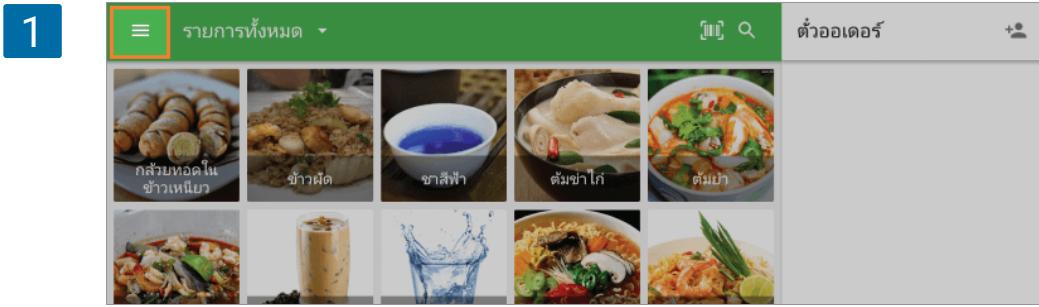 1
รายการทั้งหมด
ตั๋วออเดอร์
กล้วยทอดใน
ข้าวเหนียว
ข้าวผัด
ชาสีฟ้า
ต้มข่าไก่
ต้มยำ